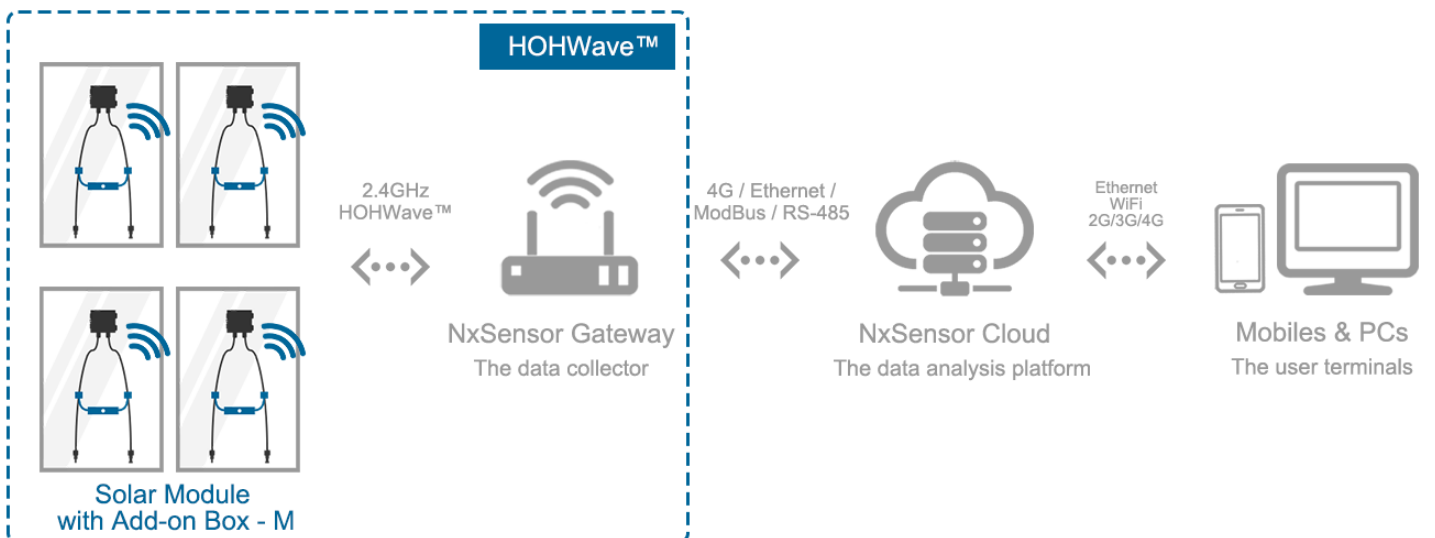 HOHWave™
2.4GHz
HOHWave™
4G / Ethernet /
ModBus / RS-485
Ethernet
WiFi
2G/3G/4G
NxSensor Gateway
The data collector
NxSensor Cloud
The data analysis platform
Mobiles & PCs
The user terminals
Solar Module
with Add-on Box - M